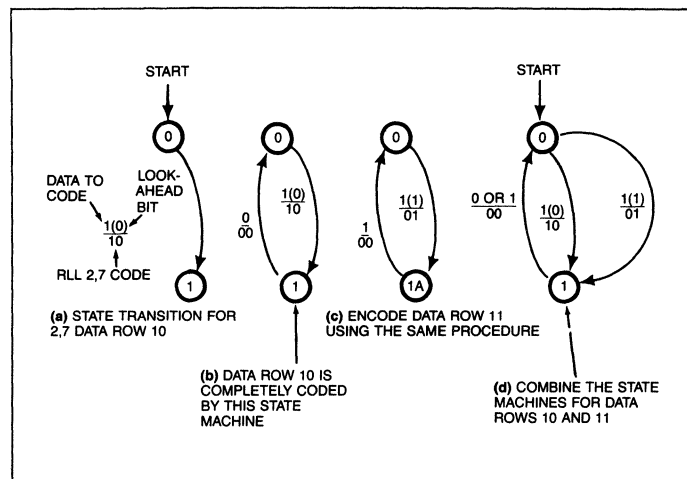 START
0
DATA TO
CODE
LOOK-
AHEAD
BIT
1(0)
10
RLL 2,7 CODE
1
(a) STATE TRANSITION FOR
2,7 DATA ROW 10
0
0
00
1(0)
10
1
(b) DATA ROW 10 IS
COMPLETELY CODED
BY THIS STATE
MACHINE
0
1
00
1(1)
01
1A
(c) ENCODE DATA ROW 11
USING THE SAME PROCEDURE
START
0
0 OR 1
00
1(0)
10
1(1)
01
1
(d) COMBINE THE STATE
MACHINES FOR DATA
ROWS 10 AND 11